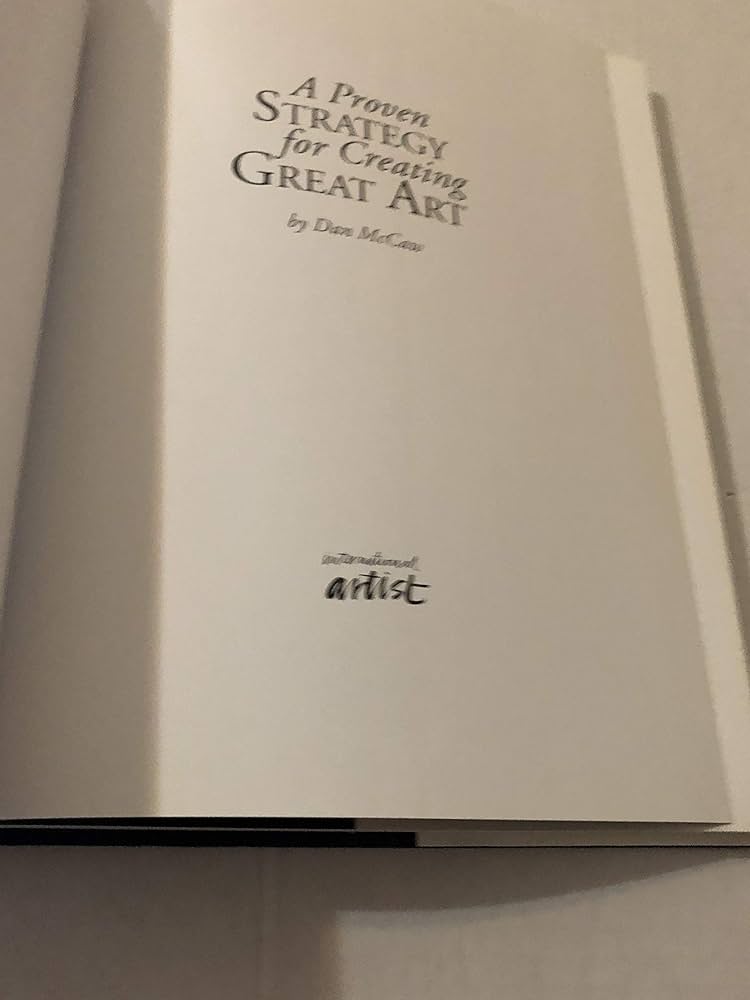 A Proven
STRATEGY
for Creating
GREAT ART
by Dan McCaw
international
artist